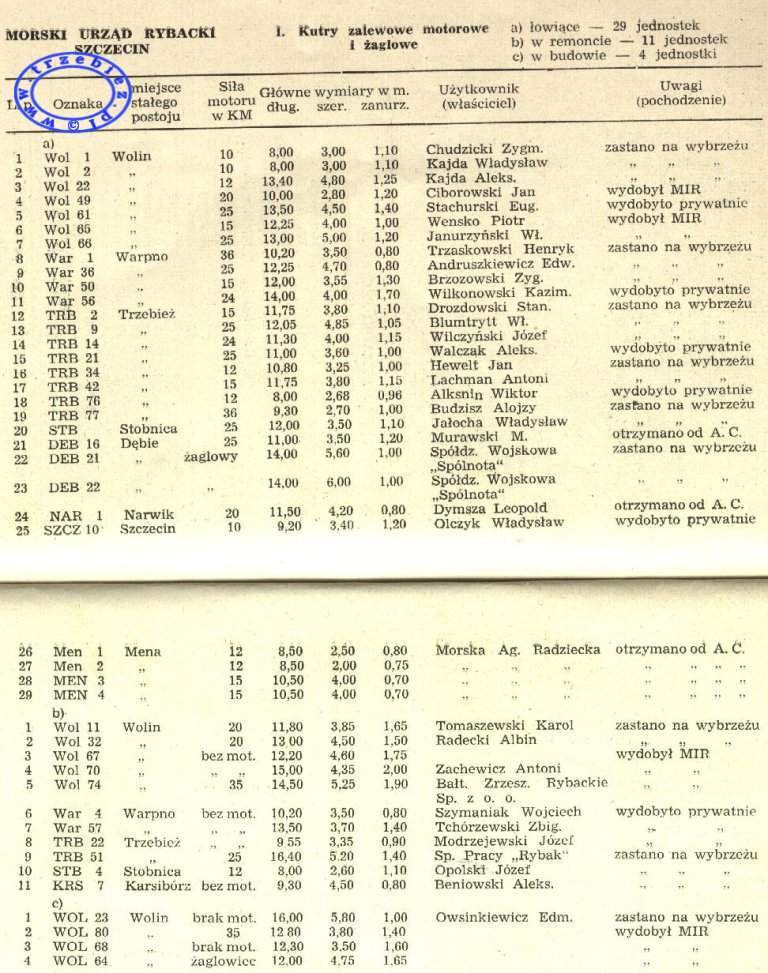 MORSKI URZĄD RYBACKI I. Kutry zalewowe motorowe a) łowiące — 29 jednostek
SZCZECIN i żaglowe b) w remoncie — 11 jednostek
c) w budowie — 4 jednostki
www.trzebiez.pl ©
miejsce Siła Główne wymiary w m. Użytkownik Uwagi
Oznaka stałego motoru dług. szer. zanurz. (właściciel) (pochodzenie)
postoju w KM
a)
1 Wol 1 Wolin 10 8,00 3,00 1,10 Chudzicki Zygm. zastano na wybrzeżu
2 Wol 2 „ 10 8,00 3,00 1,10 Kajda Władysław „ „ „
3 Wol 22 „ 12 13,40 4,80 1,25 Kajda Aleks. „ „ „
4 Wol 49 „ 20 10,00 2,80 1,20 Ciborowski Jan wydobył MIR
5 Wol 61 „ 25 13,50 4,50 1,40 Stachurski Eug. wydobyto prywatnie
6 Wol 65 „ 15 12,25 4,00 1,00 Wensko Piotr wydobył MIR
7 Wol 66 „ 25 13,00 5,00 1,20 Janurzyński Wł. „ „
8 War 1 Warpno 36 10,20 3,50 0,80 Trzaskowski Henryk zastano na wybrzeżu
9 War 36 „ 25 12,25 4,70 0,80 Andruszkiewicz Edw. „ „ „
10 War 50 „ 15 12,00 3,55 1,30 Brzozowski Zyg. „ „ „
11 War 56 „ 24 14,00 4,00 1,70 Wilkonowski Kazim. wydobyto prywatnie
12 TRB 2 Trzebież 15 11,75 3,80 1,10 Drozdowski Stan. zastano na wybrzeżu
13 TRB 9 „ 25 12,05 4,85 1,05 Blumtrytt Wł. „ „ „
14 TRB 14 „ 24 11,30 4,00 1,15 Wilczyński Józef „ „ „
15 TRB 21 „ 25 11,00 3,60 1,00 Walczak Aleks. wydobyto prywatnie
16 TRB 34 „ 12 10,80 3,25 1,00 Hewelt Jan zastano na wybrzeżu
17 TRB 42 „ 15 11,75 3,80 1,15 Lachman Antoni „ „ „
18 TRB 76 „ 12 8,00 2,68 0,96 Alksnin Wiktor wydobyto prywatnie
19 TRB 77 „ 36 9,30 2,70 1,00 Budzisz Alojzy zastano na wybrzeżu
20 STB Stobnica 25 12,00 3,50 1,10 Jałocha Władysław „ „ „
21 DEB 16 Dębie 25 11,00 3,50 1,20 Murawski M. otrzymano od A. C.
22 DEB 21 „ żaglowy 14,00 5,60 1,00 Spółdz. Wojskowa zastano na wybrzeżu
„Spólnota“
23 DEB 22 „ „ 14,00 6,00 1,00 Spółdz. Wojskowa „ „ „
„Spólnota“
24 NAR 1 Narwik 20 11,50 4,20 0,80 Dymsza Leopold otrzymano od A. C.
25 SZCZ 10 Szczecin 10 9,20 3,40 1,20 Olczyk Władysław wydobyto prywatnie
26 Men 1 Mena 12 8,50 2,50 0,80 Morska Ag. Radziecka otrzymano od A. C.
27 Men 2 „ 12 8,50 2,00 0,75 „ „ „ „ „ „ „
28 MEN 3 „ 15 10,50 4,00 0,70 „ „ „ „ „ „ „
29 MEN 4 „ 15 10,50 4,00 0,70 „ „ „ „ „ „ „
b)
1 Wol 11 Wolin 20 11,80 3,85 1,65 Tomaszewski Karol zastano na wybrzeżu
2 Wol 32 „ 20 13 00 4,50 1,50 Radecki Albin „ „ „
3 Wol 67 „ bez mot. 12,20 4,60 1,75 wydobył MIR
4 Wol 70 „ „ „ 15,00 4,35 2,00 Zachewicz Antoni „ „
5 Wol 74 „ 35 14,50 5,25 1,90 Bałt. Zrzesz. Rybackie „ „
Sp. z o. o.
6 War 4 Warpno bez mot. 10,20 3,50 0,80 Szymaniak Wojciech wydobyto prywatnie
7 War 57 „ „ „ 13,50 3,70 1,40 Tchórzewski Zbig. „ „
8 TRB 22 Trzebież „ „ 9 55 3,35 0,90 Modrzejewski Józef „ „
9 TRB 51 „ 25 16,40 5.20 1,40 Sp. Pracy „Rybak“ zastano na wybrzeżu
10 STB 4 Stobnica 12 8,00 2,60 1,10 Opolski Józef „ „ „
11 KRS 7 Karsibórz bez mot. 9,30 4,50 0,80 Beniowski Aleks. „ „ „
c)
1 WOL 23 Wolin brak mot. 16,00 5,80 1,00 Owsinkiewicz Edm. zastano na wybrzeżu
2 WOL 80 „ 35 12 80 3,80 1,40 wydobył MIR
3 WOL 68 „ brak mot. 12,30 3.50 1,60 „ „
4 WOL 64 „ żaglowiec 12,00 4,75 1,65 „ „